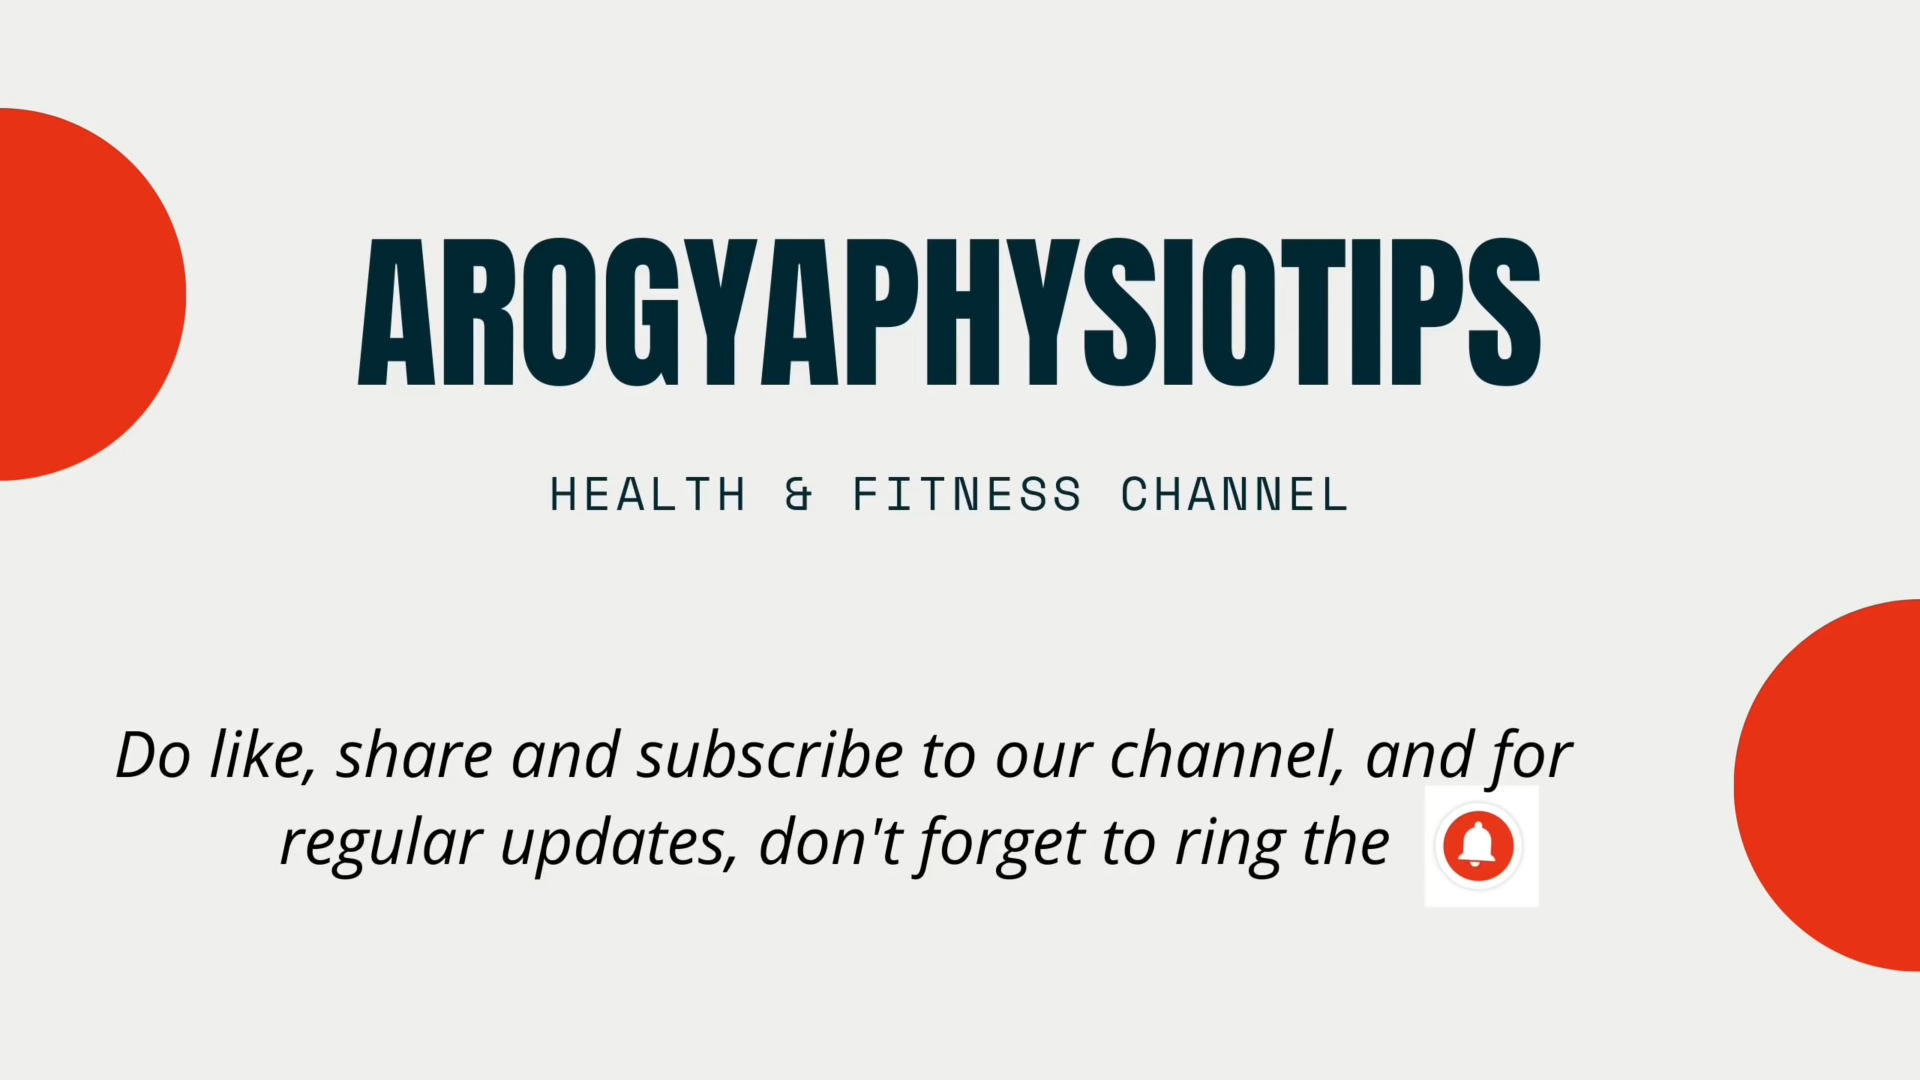 AROGYAPHYSIOTIPS
HEALTH & FITNESS CHANNEL
Do like, share and subscribe to our channel, and for
regular updates, don't forget to ring the